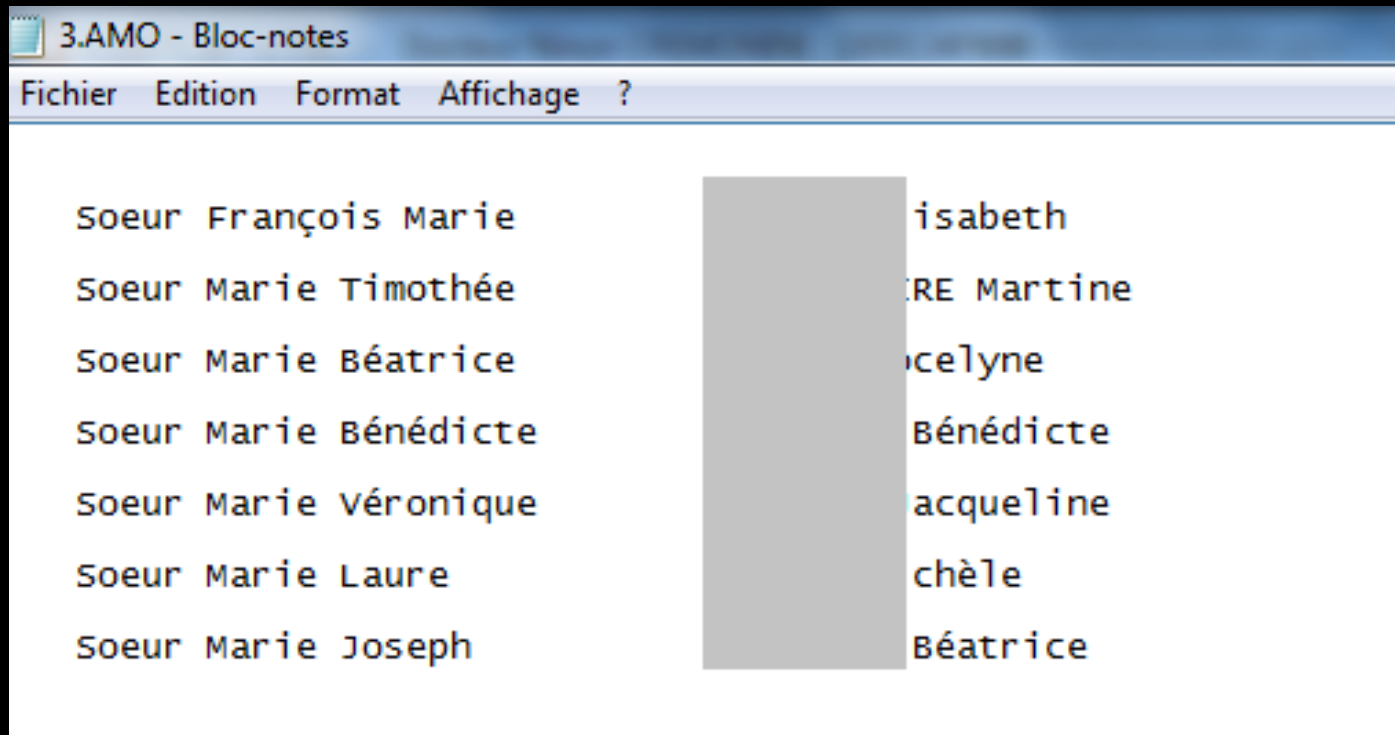 3.AMO - Bloc-notes
Fichier Edition Format Affichage ?
Soeur François Marie isabeth
Soeur Marie Timothée RE Martine
Soeur Marie Béatrice celyne
Soeur Marie Bénédicte Bénédicte
Soeur Marie Véronique acqueline
Soeur Marie Laure chèle
Soeur Marie Joseph Béatrice